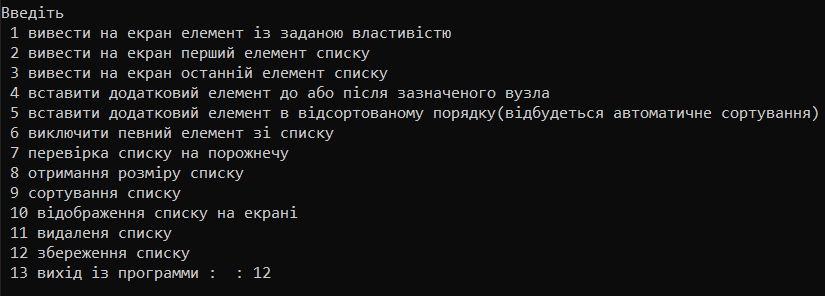 Введіть
1 вивести на екран елемент із заданою властивістю
2 вивести на екран перший елемент списку
3 вивести на екран останній елемент списку
4 вставити додатковий елемент до або після зазначеного вузла
5 вставити додатковий елемент в відсортованому порядку(відбудеться автоматичне сортування)
6 виключити певний елемент зі списку
7 перевірка списку на порожнечу
8 отримання розміру списку
9 сортування списку
10 відображення списку на екрані
11 видаленя списку
12 збереження списку
13 вихід із программи :  : 12